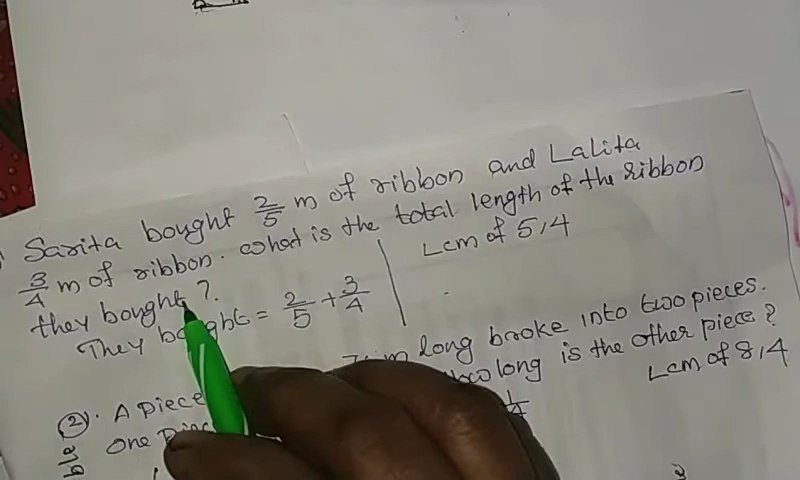 Sarita bought 2/5 m of ribbon and Lalita
3/4 m of ribbon. what is the total length of the ribbon
they bought?.
They bought = 2/5 + 3/4
Lcm of 5,4
(2). A piece long broke into two pieces.
One long is the other piece?
1/4
Lcm of 8,4